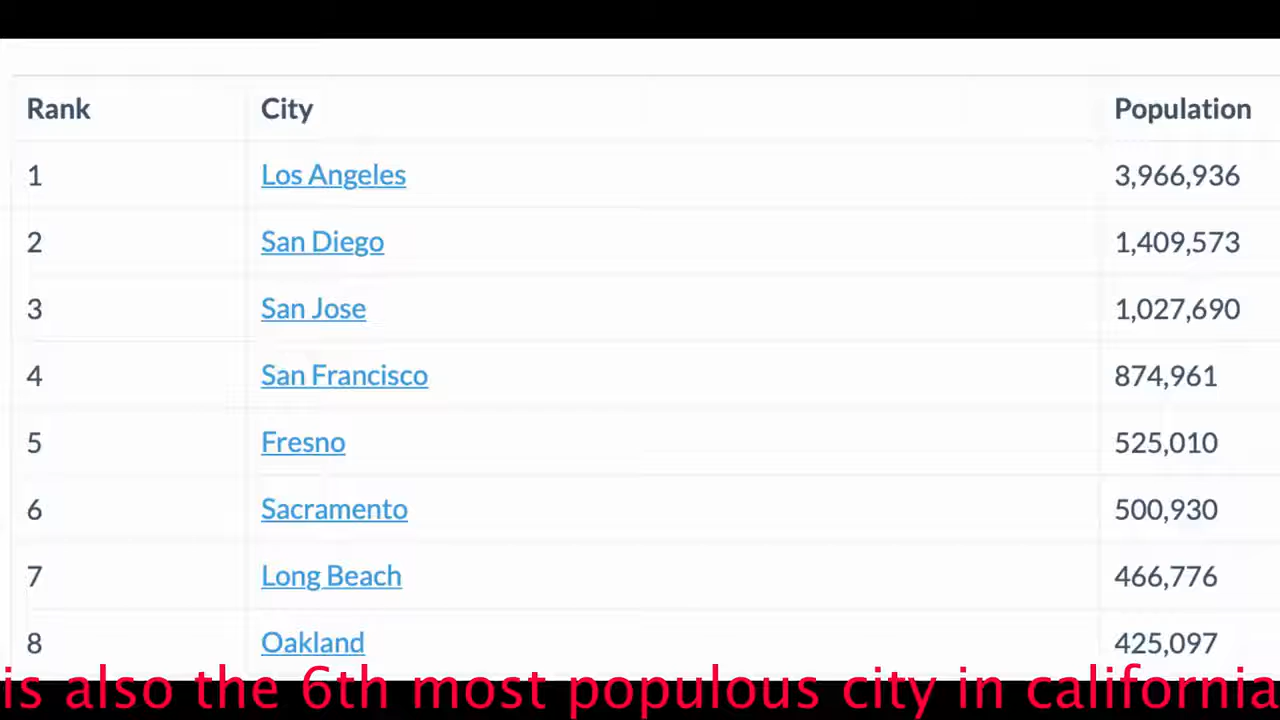 Rank City Population
1 Los Angeles 3,966,936
2 San Diego 1,409,573
3 San Jose 1,027,690
4 San Francisco 874,961
5 Fresno 525,010
6 Sacramento 500,930
7 Long Beach 466,776
8 Oakland 425,097
is also the 6th most populous city in california